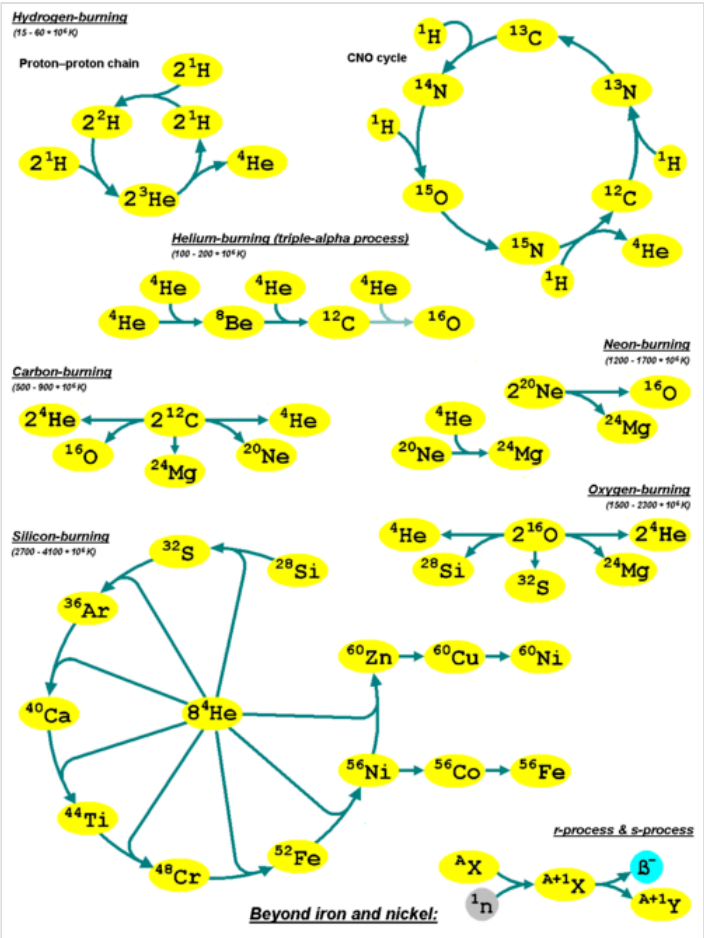 Hydrogen-burning
(15 - 60 * 10⁶ K)
Proton–proton chain
2¹H
2²H
2¹H
2¹H
2³He
⁴He
CNO cycle
¹H
¹³C
¹⁴N
¹³N
¹H
¹H
¹⁵O
¹²C
¹⁵N
⁴He
¹H
Helium-burning (triple-alpha process)
(100 - 200 * 10⁶ K)
⁴He
⁴He
⁴He
⁴He
⁸Be
¹²C
¹⁶O
Carbon-burning
(500 - 900 * 10⁶ K)
2⁴He
2¹²C
⁴He
¹⁶O
²⁴Mg
²⁰Ne
Neon-burning
(1200 - 1700 * 10⁶ K)
2²⁰Ne
¹⁶O
²⁴Mg
⁴He
²⁰Ne
²⁴Mg
Oxygen-burning
(1500 - 2300 * 10⁶ K)
⁴He
2¹⁶O
2⁴He
²⁸Si
³²S
²⁴Mg
Silicon-burning
(2700 - 4100 * 10⁶ K)
³²S
²⁸Si
³⁶Ar
⁴⁰Ca
8⁴He
⁴⁴Ti
⁴⁸Cr
⁵²Fe
⁶⁰Zn
⁶⁰Cu
⁶⁰Ni
⁵⁶Ni
⁵⁶Co
⁵⁶Fe
r-process & s-process
ᴬX
¹n
ᴬ⁺¹X
ß⁻
ᴬ⁺¹Y
Beyond iron and nickel: